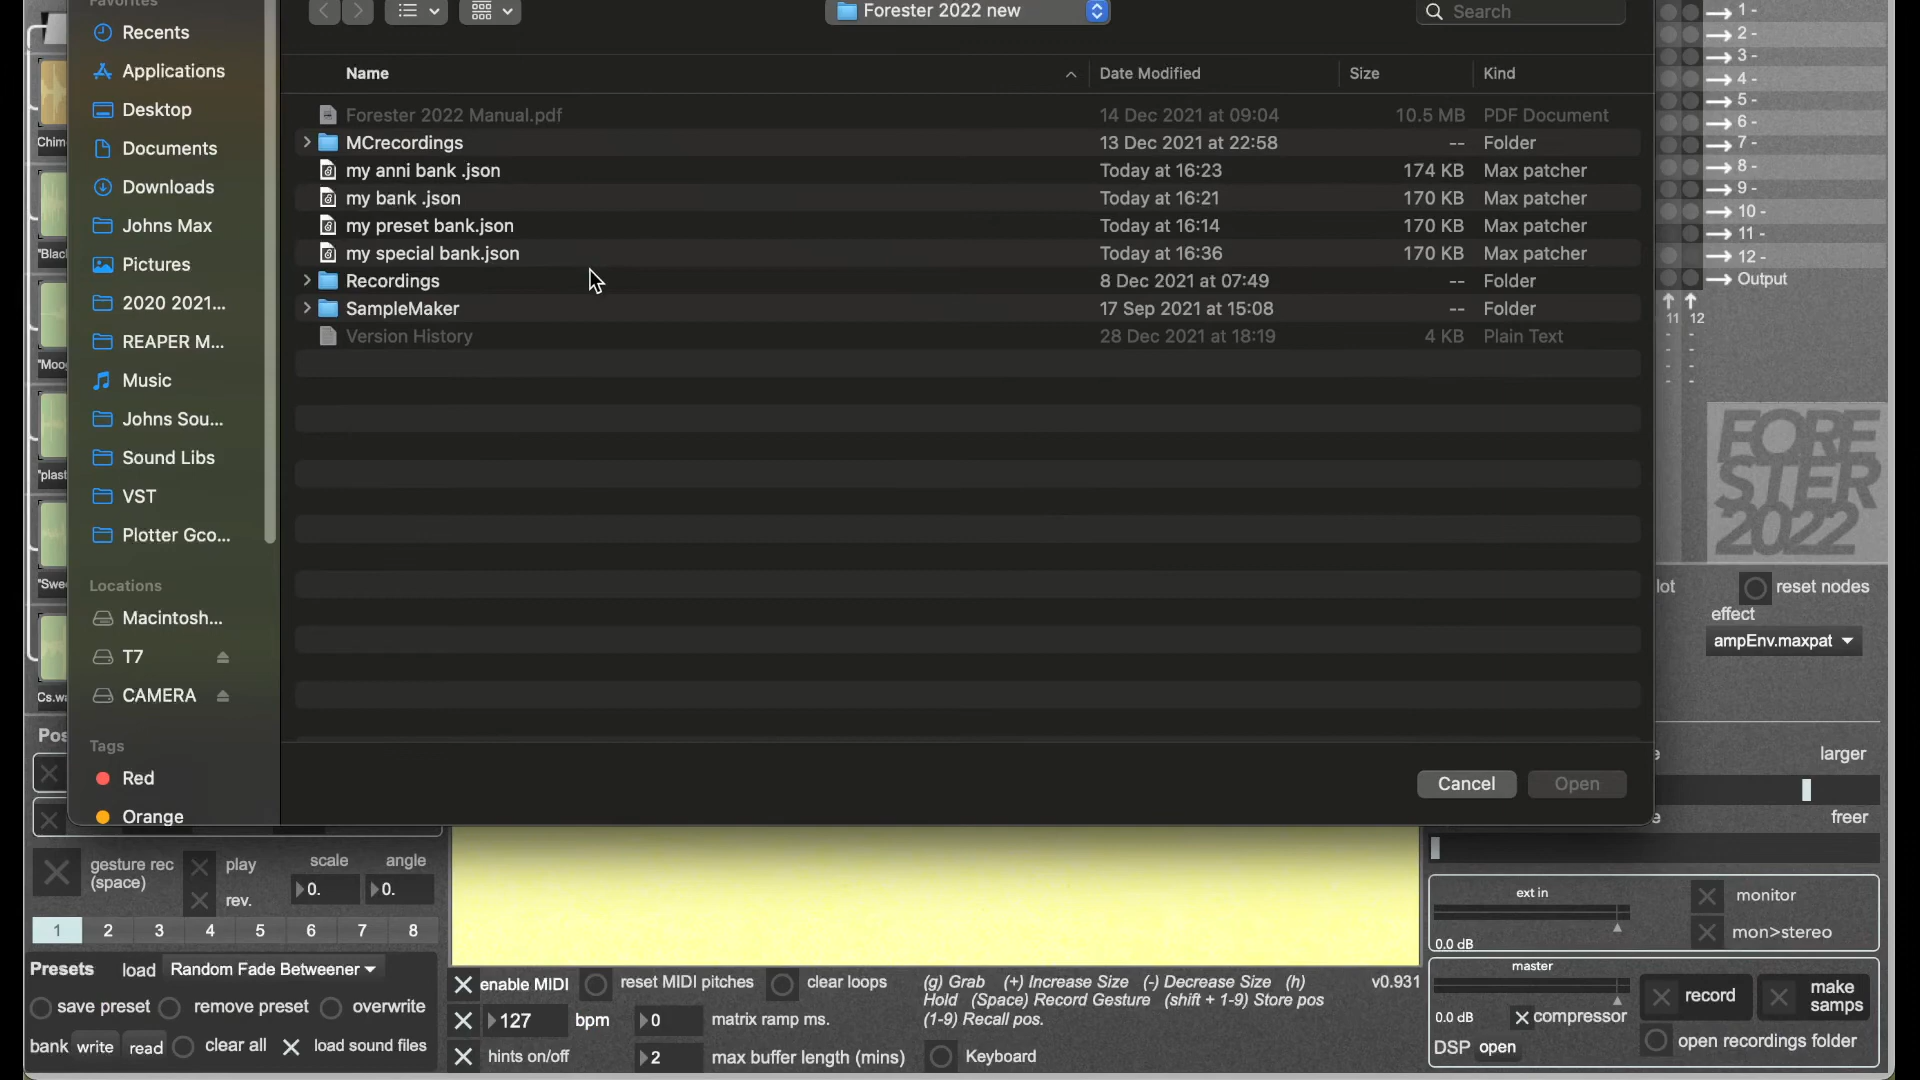 Favorites
Recents
Applications
Desktop
Documents
Downloads
Johns Max
Pictures
2020 2021...
REAPER M...
Music
Johns Sou...
Sound Libs
VST
Plotter Gco...
Locations
Macintosh...
T7
CAMERA
Tags
Red
Orange
Forester 2022 new
Search
Name Date Modified Size Kind
Forester 2022 Manual.pdf 14 Dec 2021 at 09:04 10.5 MB PDF Document
MCrecordings 13 Dec 2021 at 22:58 -- Folder
my anni bank .json Today at 16:23 174 KB Max patcher
my bank .json Today at 16:21 170 KB Max patcher
my preset bank.json Today at 16:14 170 KB Max patcher
my special bank.json Today at 16:36 170 KB Max patcher
Recordings 8 Dec 2021 at 07:49 -- Folder
SampleMaker 17 Sep 2021 at 15:08 -- Folder
Version History 28 Dec 2021 at 18:19 4 KB Plain Text
Cancel Open
Chim
"Blac
"Moo
"plast
"Swe
Cs.wa
Pos
1 -
2 -
3 -
4 -
5 -
6 -
7 -
8 -
9 -
10 -
11 -
12 -
Output
11 12
FORE
STER
2022
lot reset nodes
effect
ampEnv.maxpat
e larger
e freer
gesture rec
(space)
play
rev.
scale angle
0. 0.
1 2 3 4 5 6 7 8
Presets load Random Fade Betweener
save preset remove preset overwrite
bank write read clear all load sound files
enable MIDI reset MIDI pitches clear loops
127 bpm 0 matrix ramp ms.
hints on/off 2 max buffer length (mins) Keyboard
(g) Grab (+) Increase Size (-) Decrease Size (h)
Hold (Space) Record Gesture (shift + 1-9) Store pos
(1-9) Recall pos.
v0.931
ext in
0.0 dB
monitor
mon>stereo
master
0.0 dB
compressor
DSP open
record
make
samps
open recordings folder